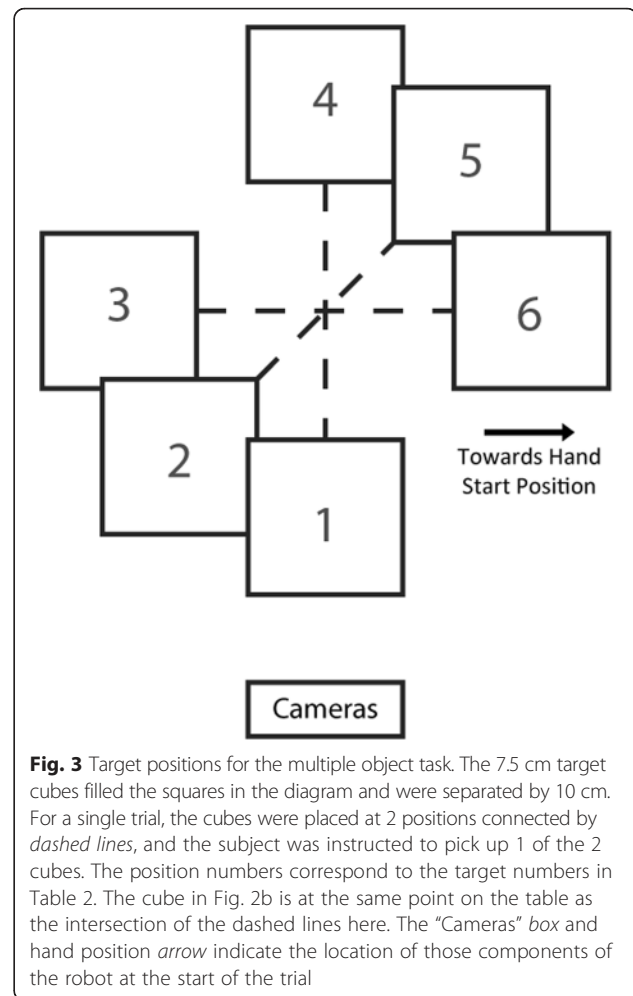 4
5
3
6
2
Towards Hand
Start Position
1
Cameras
Fig. 3 Target positions for the multiple object task. The 7.5 cm target
cubes filled the squares in the diagram and were separated by 10 cm.
For a single trial, the cubes were placed at 2 positions connected by
dashed lines, and the subject was instructed to pick up 1 of the 2
cubes. The position numbers correspond to the target numbers in
Table 2. The cube in Fig. 2b is at the same point on the table as
the intersection of the dashed lines here. The “Cameras” box and
hand position arrow indicate the location of those components of
the robot at the start of the trial